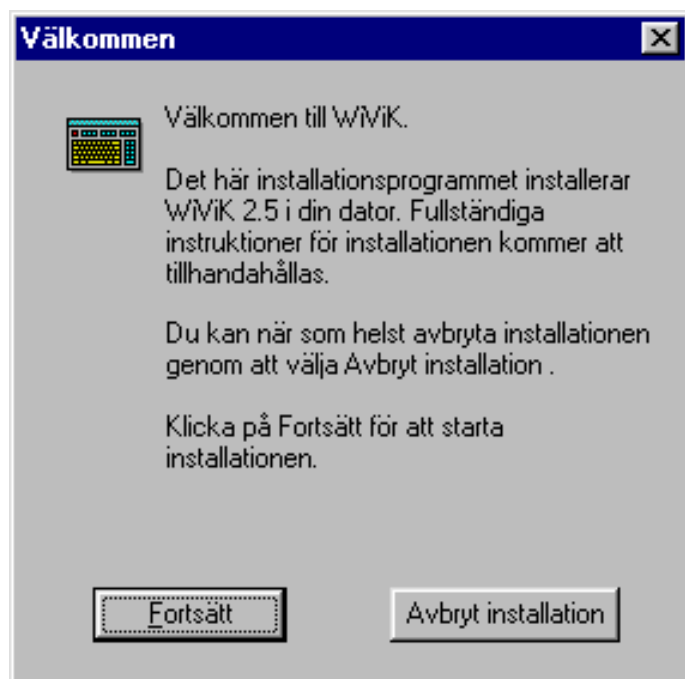 Välkommen
Välkommen till WiViK.
Det här installationsprogrammet installerar
WiViK 2.5 i din dator. Fullständiga
instruktioner för installationen kommer att
tillhandahållas.
Du kan när som helst avbryta installationen
genom att välja Avbryt installation .
Klicka på Fortsätt för att starta
installationen.
Fortsätt
Avbryt installation